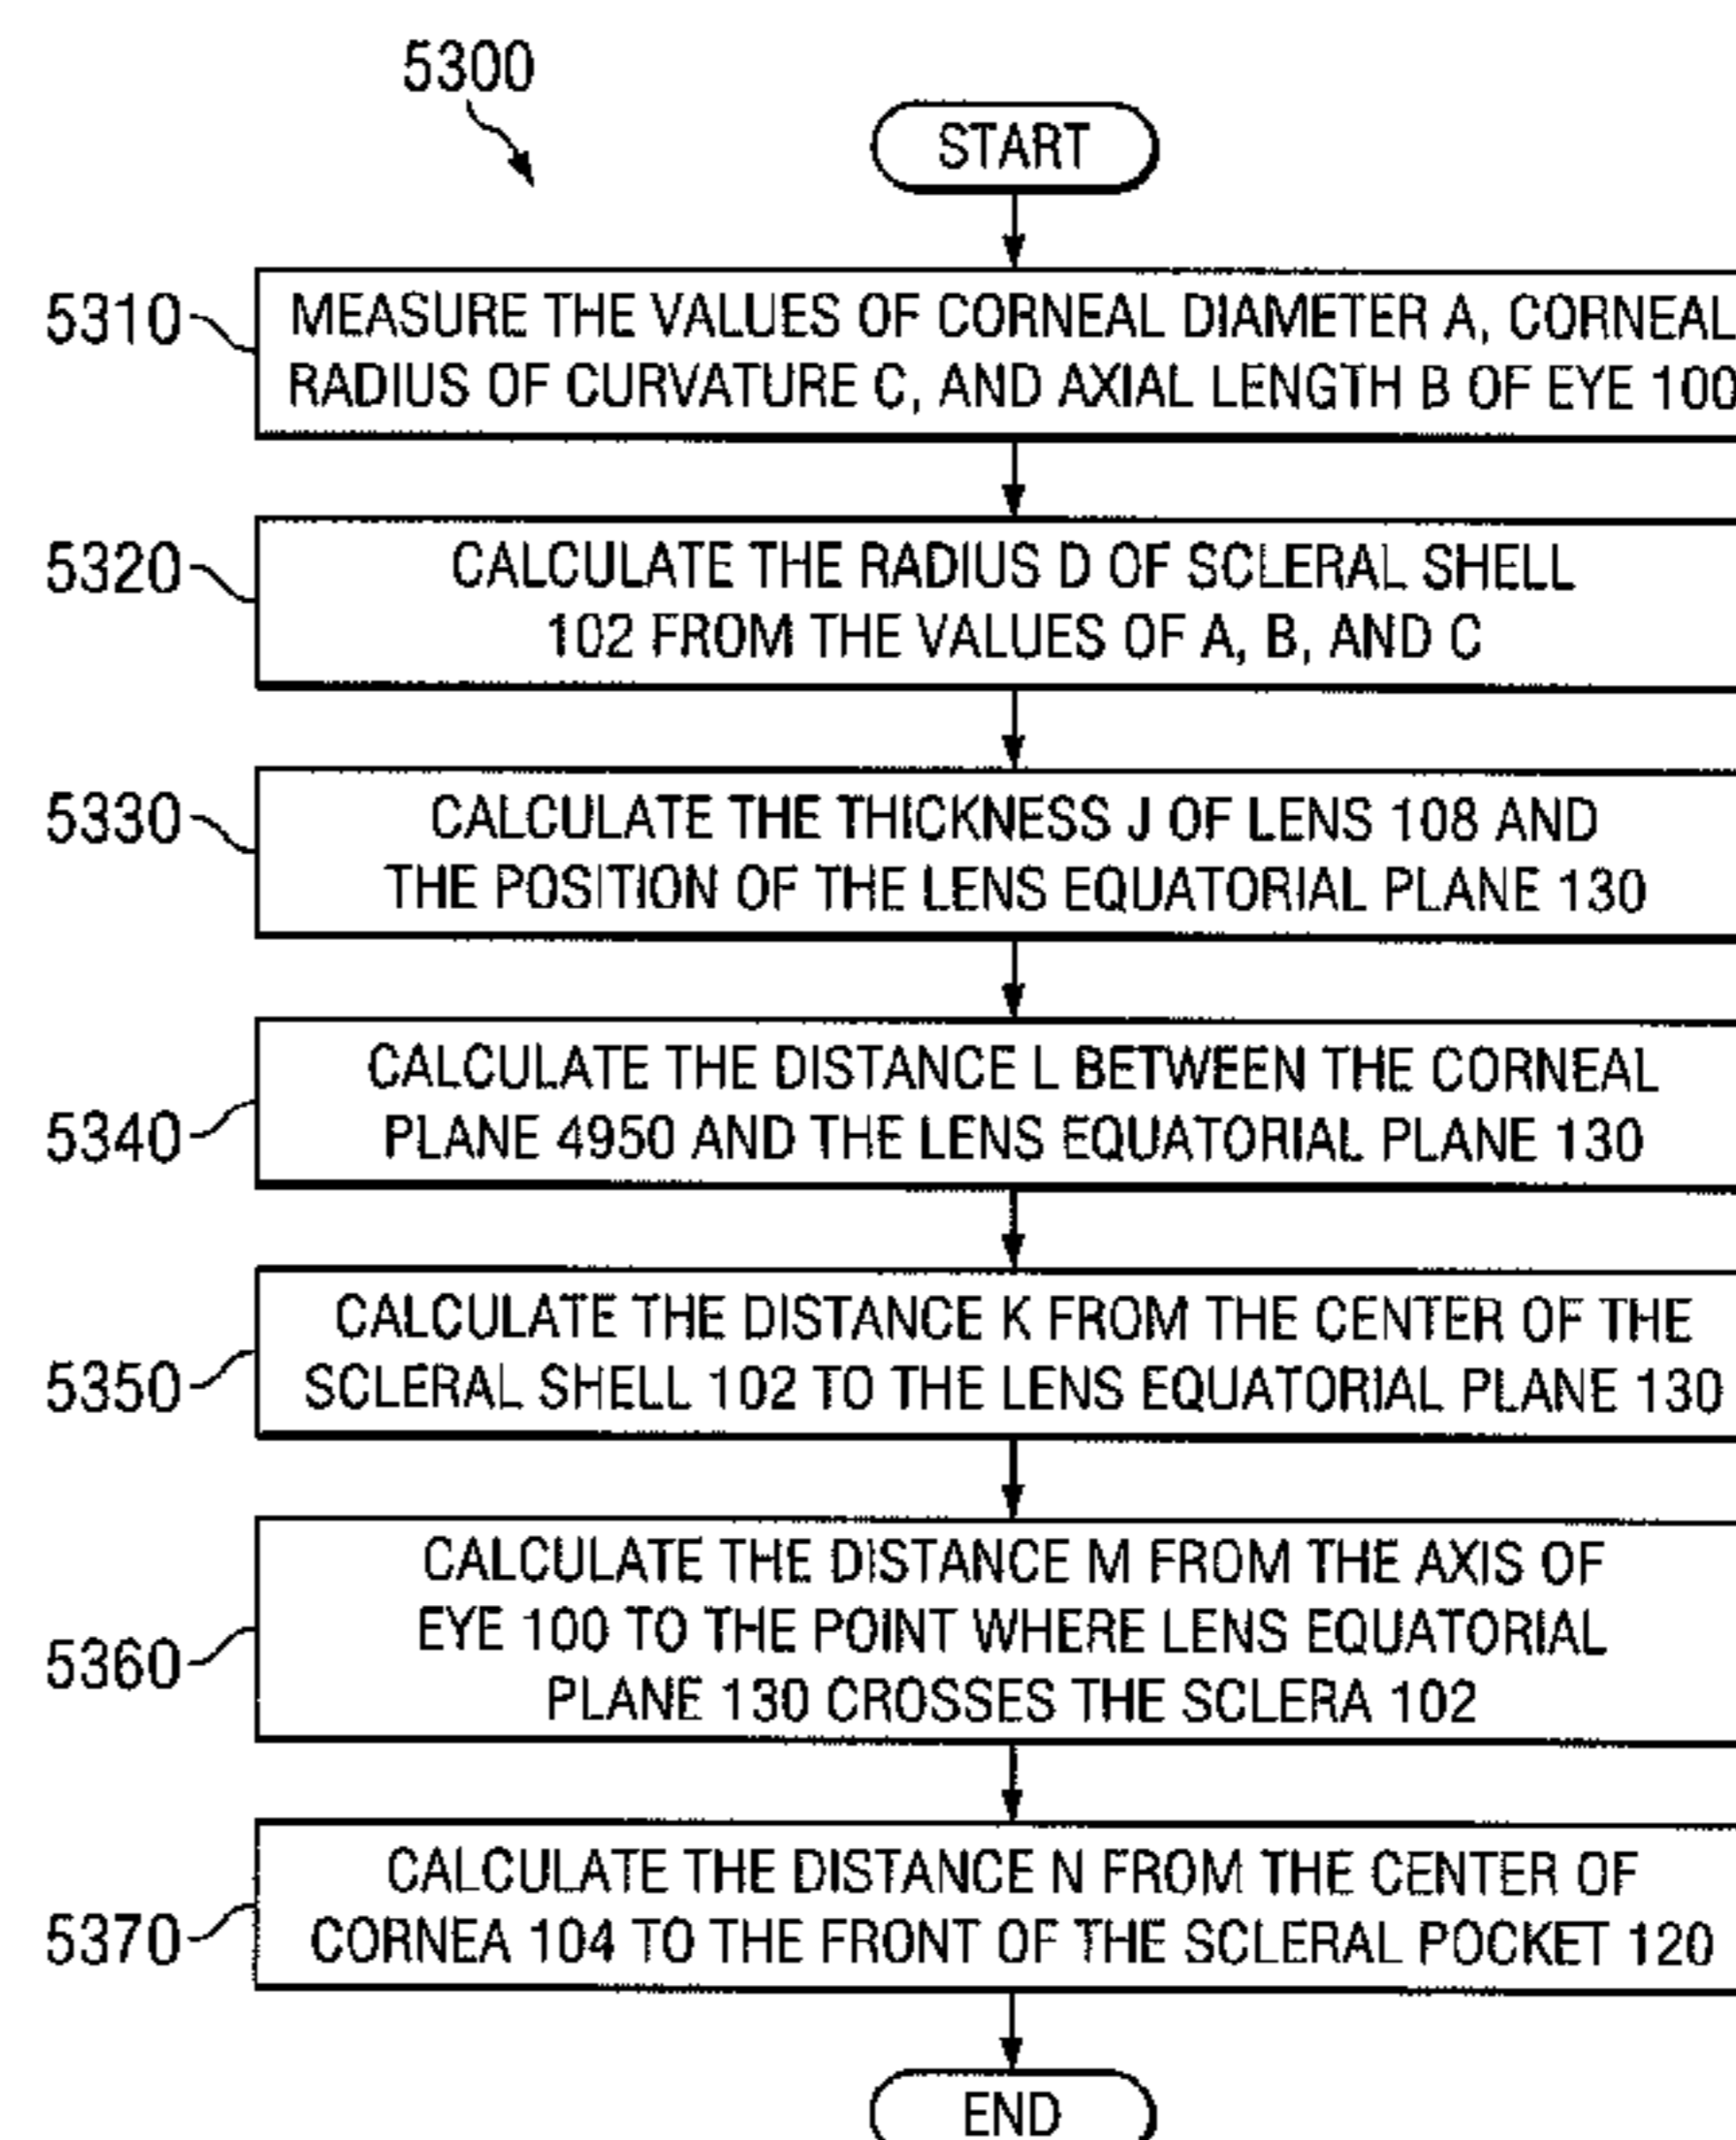 5300
START
5310
MEASURE THE VALUES OF CORNEAL DIAMETER A, CORNEAL
RADIUS OF CURVATURE C, AND AXIAL LENGTH B OF EYE 100
5320
CALCULATE THE RADIUS D OF SCLERAL SHELL
102 FROM THE VALUES OF A, B, AND C
5330
CALCULATE THE THICKNESS J OF LENS 108 AND
THE POSITION OF THE LENS EQUATORIAL PLANE 130
5340
CALCULATE THE DISTANCE L BETWEEN THE CORNEAL
PLANE 4950 AND THE LENS EQUATORIAL PLANE 130
5350
CALCULATE THE DISTANCE K FROM THE CENTER OF THE
SCLERAL SHELL 102 TO THE LENS EQUATORIAL PLANE 130
5360
CALCULATE THE DISTANCE M FROM THE AXIS OF
EYE 100 TO THE POINT WHERE LENS EQUATORIAL
PLANE 130 CROSSES THE SCLERA 102
5370
CALCULATE THE DISTANCE N FROM THE CENTER OF
CORNEA 104 TO THE FRONT OF THE SCLERAL POCKET 120
END